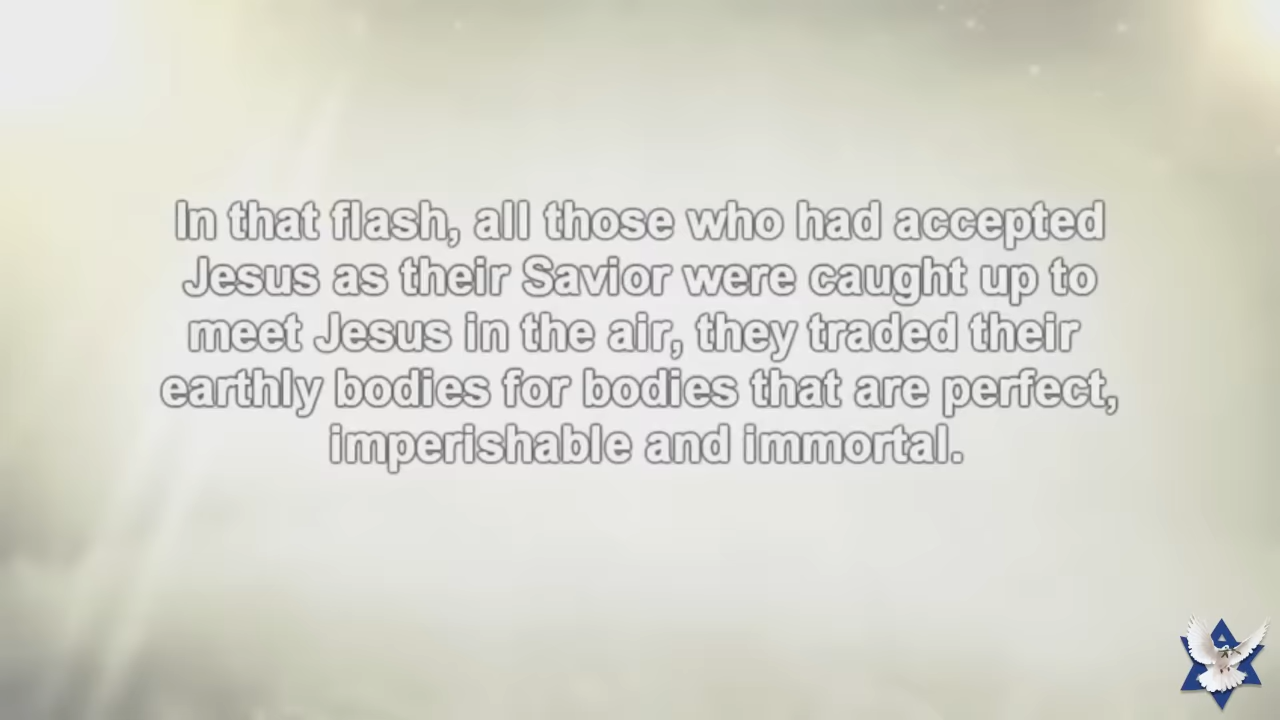 In that flash, all those who had accepted
Jesus as their Savior were caught up to
meet Jesus in the air, they traded their
earthly bodies for bodies that are perfect,
imperishable and immortal.